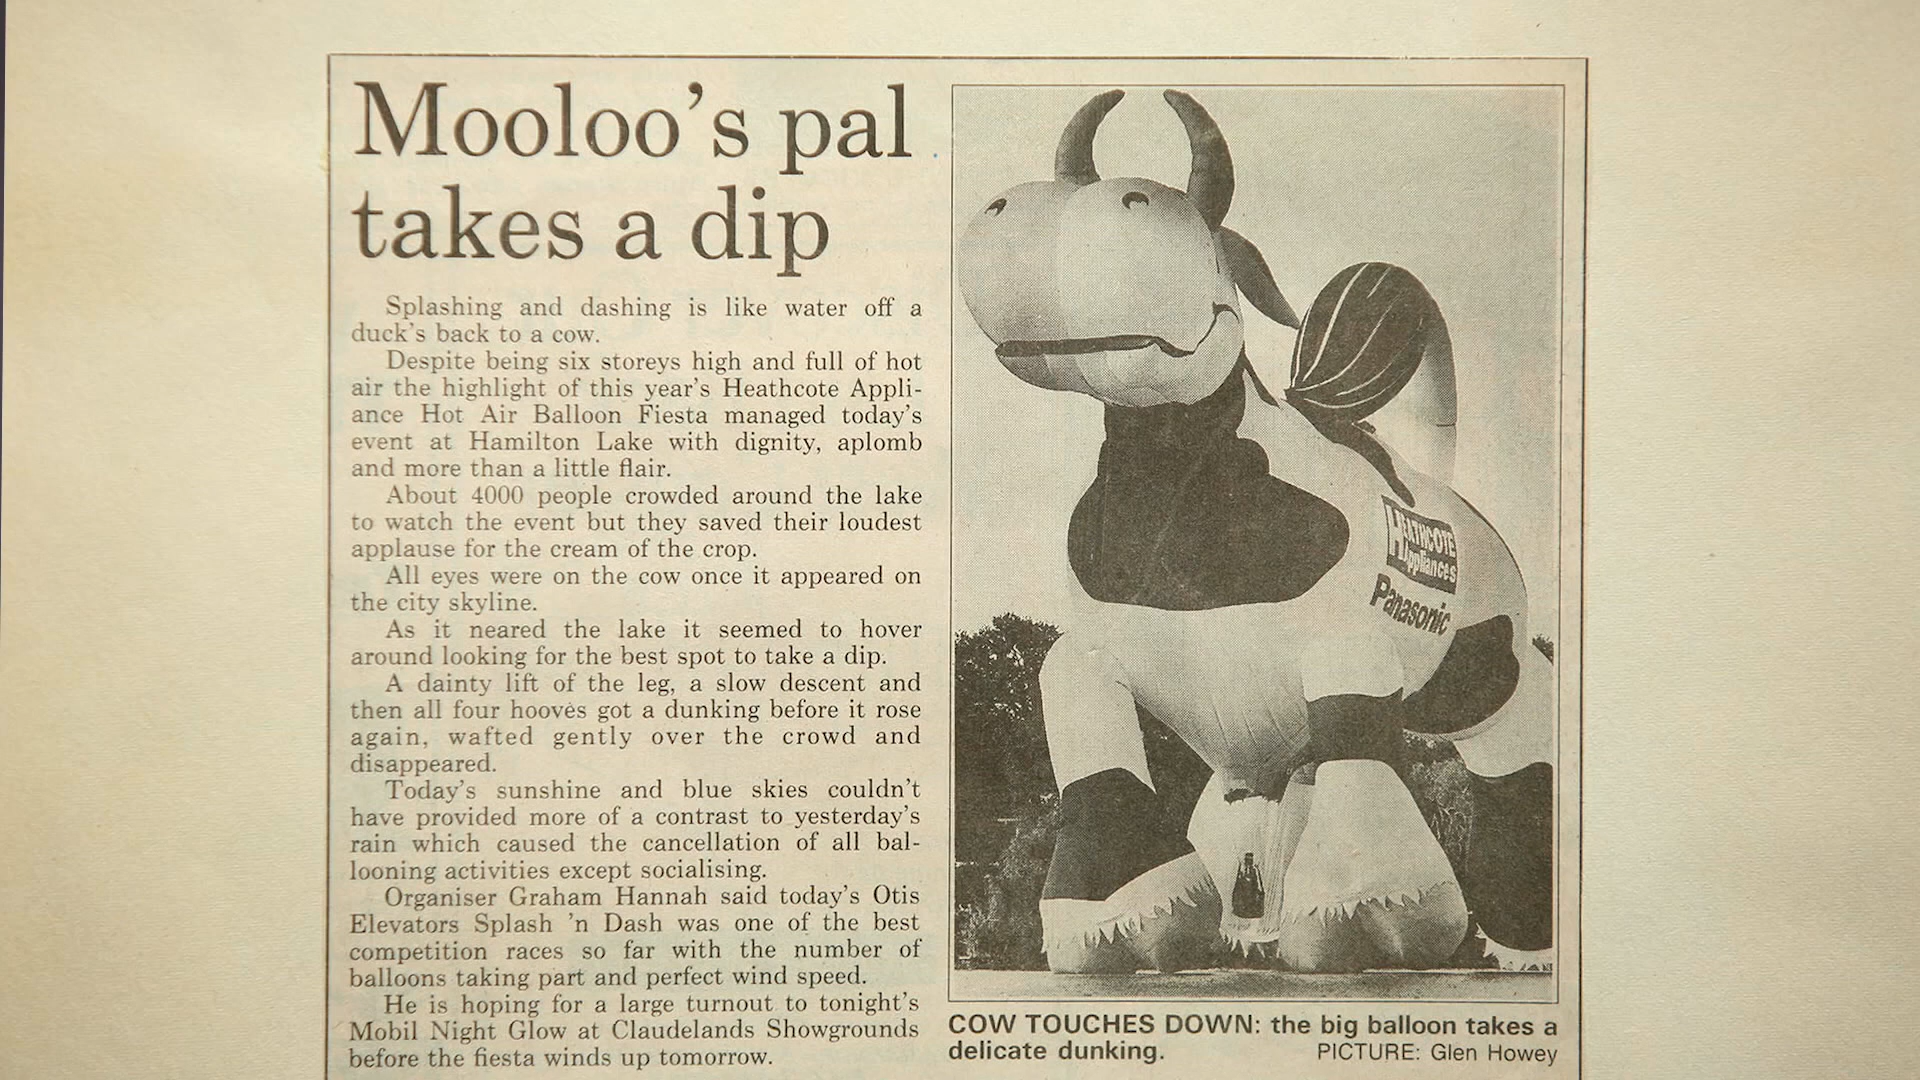 Mooloo's pal
takes a dip
Splashing and dashing is like water off a
duck's back to a cow.
Despite being six storeys high and full of hot
air the highlight of this year's Heathcote Appli-
ance Hot Air Balloon Fiesta managed today's
event at Hamilton Lake with dignity, aplomb
and more than a little flair.
About 4000 people crowded around the lake
to watch the event but they saved their loudest
applause for the cream of the crop.
All eyes were on the cow once it appeared on
the city skyline.
As it neared the lake it seemed to hover
around looking for the best spot to take a dip.
A dainty lift of the leg, a slow descent and
then all four hooves got a dunking before it rose
again, wafted gently over the crowd and
disappeared.
Today's sunshine and blue skies couldn't
have provided more of a contrast to yesterday's
rain which caused the cancellation of all bal-
looning activities except socialising.
Organiser Graham Hannah said today's Otis
Elevators Splash 'n Dash was one of the best
competition races so far with the number of
balloons taking part and perfect wind speed.
He is hoping for a large turnout to tonight's
Mobil Night Glow at Claudelands Showgrounds
before the fiesta winds up tomorrow.
HEATHCOTE
Appliances
Panasonic
COW TOUCHES DOWN: the big balloon takes a
delicate dunking. PICTURE: Glen Howey